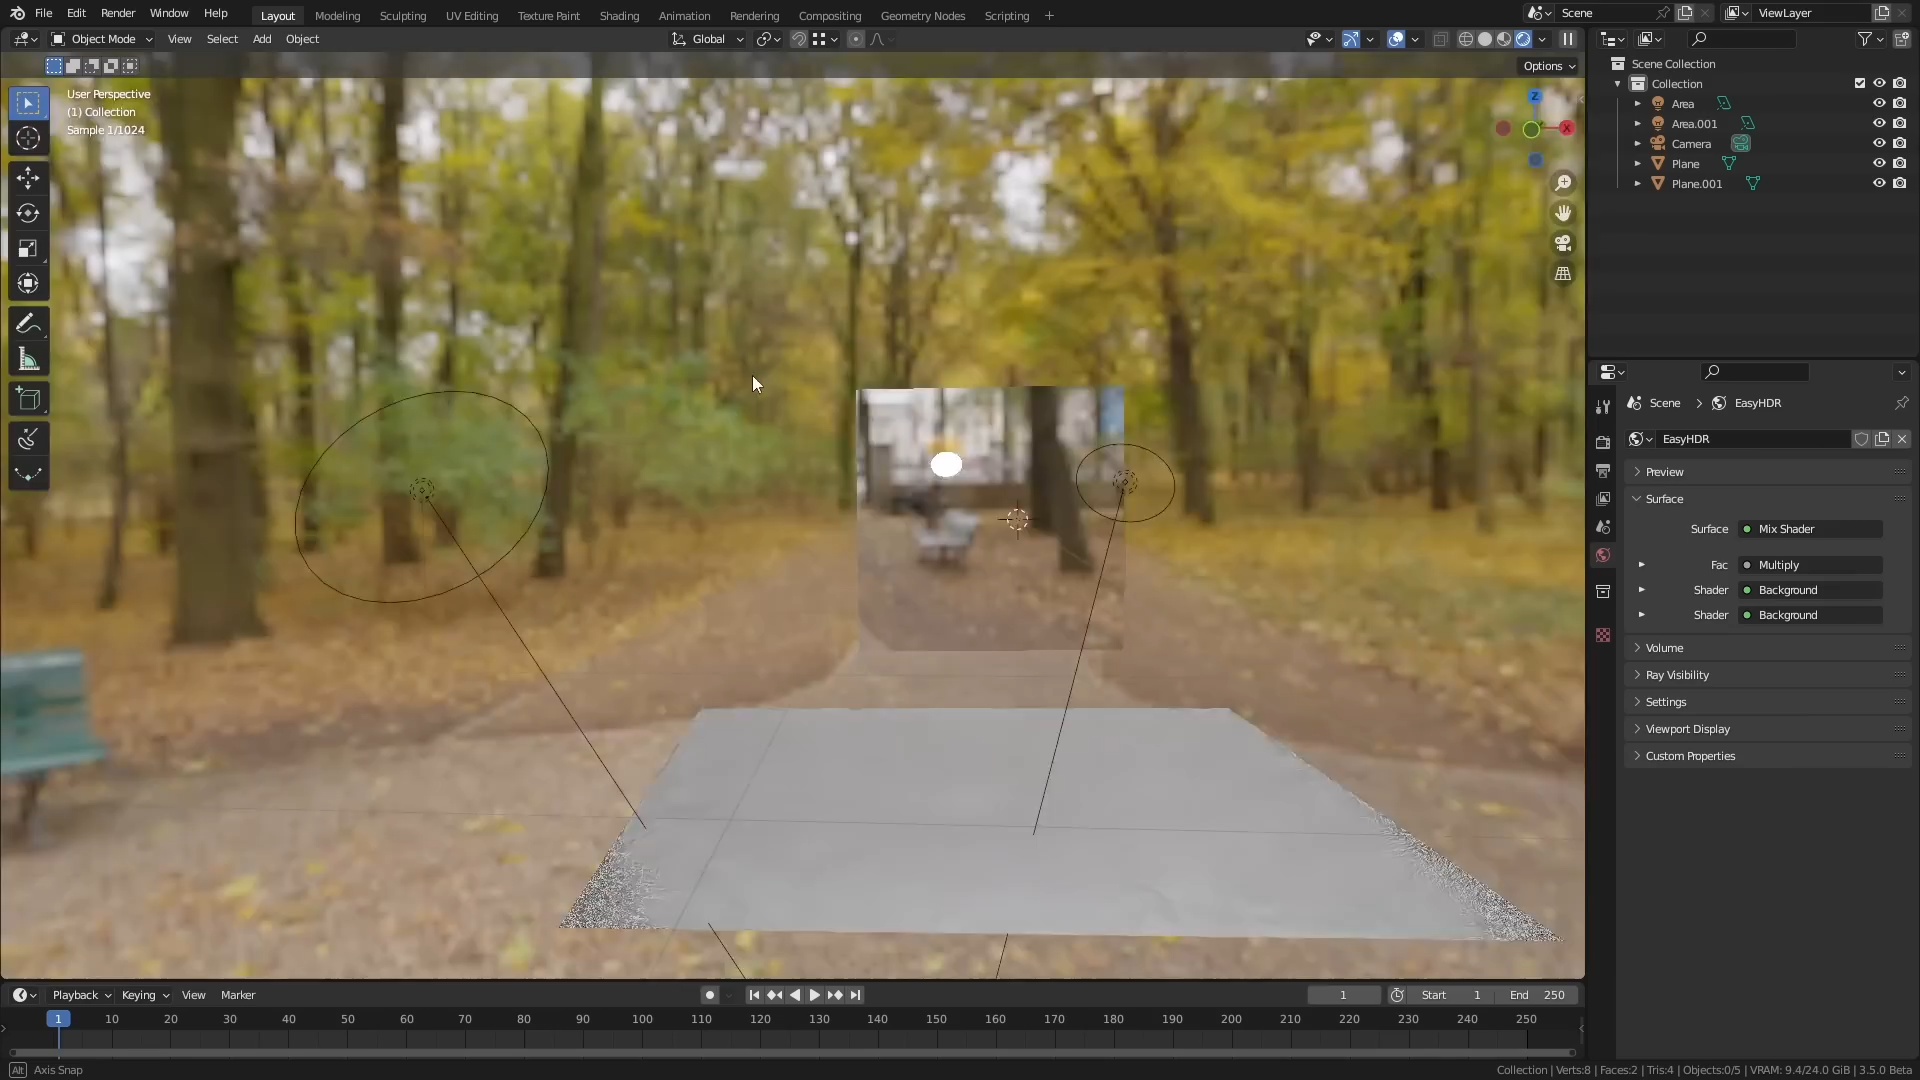 File Edit Render Window Help Layout Modeling Sculpting UV Editing Texture Paint Shading Animation Rendering Compositing Geometry Nodes Scripting + Scene ViewLayer
Object Mode View Select Add Object Global
Options
User Perspective
(1) Collection
Sample 1/1024
Z
X
Scene Collection
Collection
Area
Area.001
Camera
Plane
Plane.001
Scene > EasyHDR
EasyHDR
Preview
Surface
Surface Mix Shader
Fac Multiply
Shader Background
Shader Background
Volume
Ray Visibility
Settings
Viewport Display
Custom Properties
Playback Keying View Marker 1 Start 1 End 250
1 10 20 30 40 50 60 70 80 90 100 110 120 130 140 150 160 170 180 190 200 210 220 230 240 250
Alt Axis Snap
Collection | Verts:8 | Faces:2 | Tris:4 | Objects:0/5 | VRAM: 9.4/24.0 GiB | 3.5.0 Beta